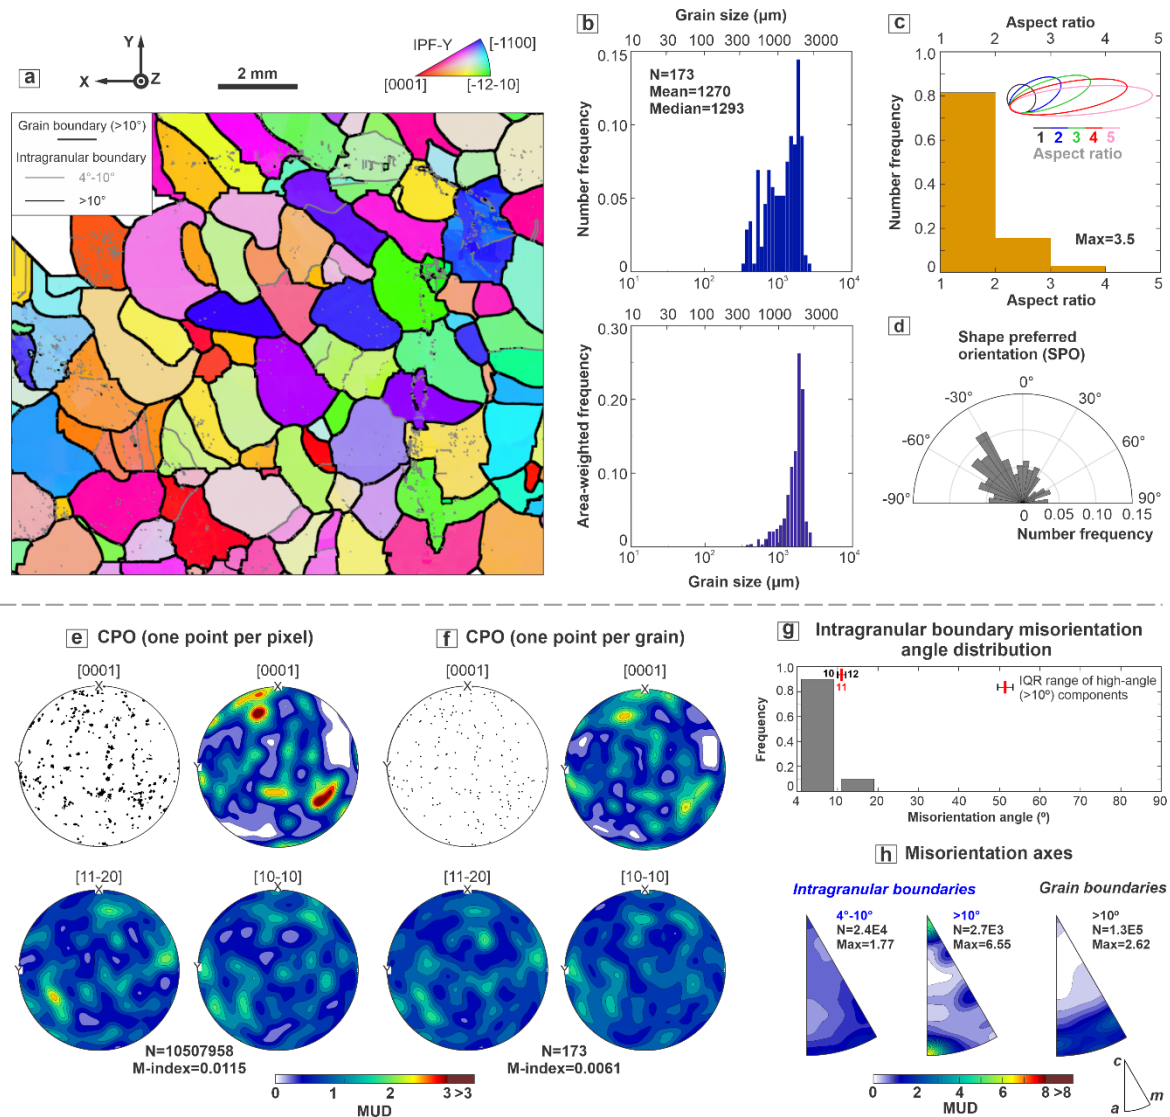 a
Y
X
Z
2 mm
IPF-Y
[-1100]
[0001]
[-12-10]
Grain boundary (>10°)
Intragranular boundary
4°-10°
>10°
b
Grain size (µm)
10 30 100 300 1000 3000
N=173
Mean=1270
Median=1293
Number frequency
0.15
0.10
0.05
0
10¹ 10² 10³ 10⁴
10 30 100 300 1000 3000
Area-weighted frequency
0.30
0.20
0.10
0
10¹ 10² 10³ 10⁴
Grain size (µm)
c
Aspect ratio
1 2 3 4 5
Number frequency
1.0
0.8
0.6
0.4
0.2
0
1 2 3 4 5
Aspect ratio
Max=3.5
1 2 3 4 5
Aspect ratio
d
Shape preferred
orientation (SPO)
0°
-30° 30°
-60° 60°
-90° 90°
0 0.05 0.10 0.15
Number frequency
e CPO (one point per pixel)
[0001] [0001]
X X
Y Y
[11-20] [10-10]
X X
Y Y
N=10507958
M-index=0.0115
f CPO (one point per grain)
[0001] [0001]
X X
Y Y
[11-20] [10-10]
X X
Y Y
N=173
M-index=0.0061
0 1 2 3 >3
MUD
g Intragranular boundary misorientation
angle distribution
Frequency
1.0
0.8
0.6
0.4
0.2
0
10 12
11
IQR range of high-angle
(>10º) components
4 10 20 30 40 50 60 70 80 90
Misorientation angle (º)
h Misorientation axes
Intragranular boundaries Grain boundaries
4°-10°
N=2.4E4
Max=1.77
>10°
N=2.7E3
Max=6.55
>10º
N=1.3E5
Max=2.62
0 2 4 6 8 >8
MUD
c
a
m